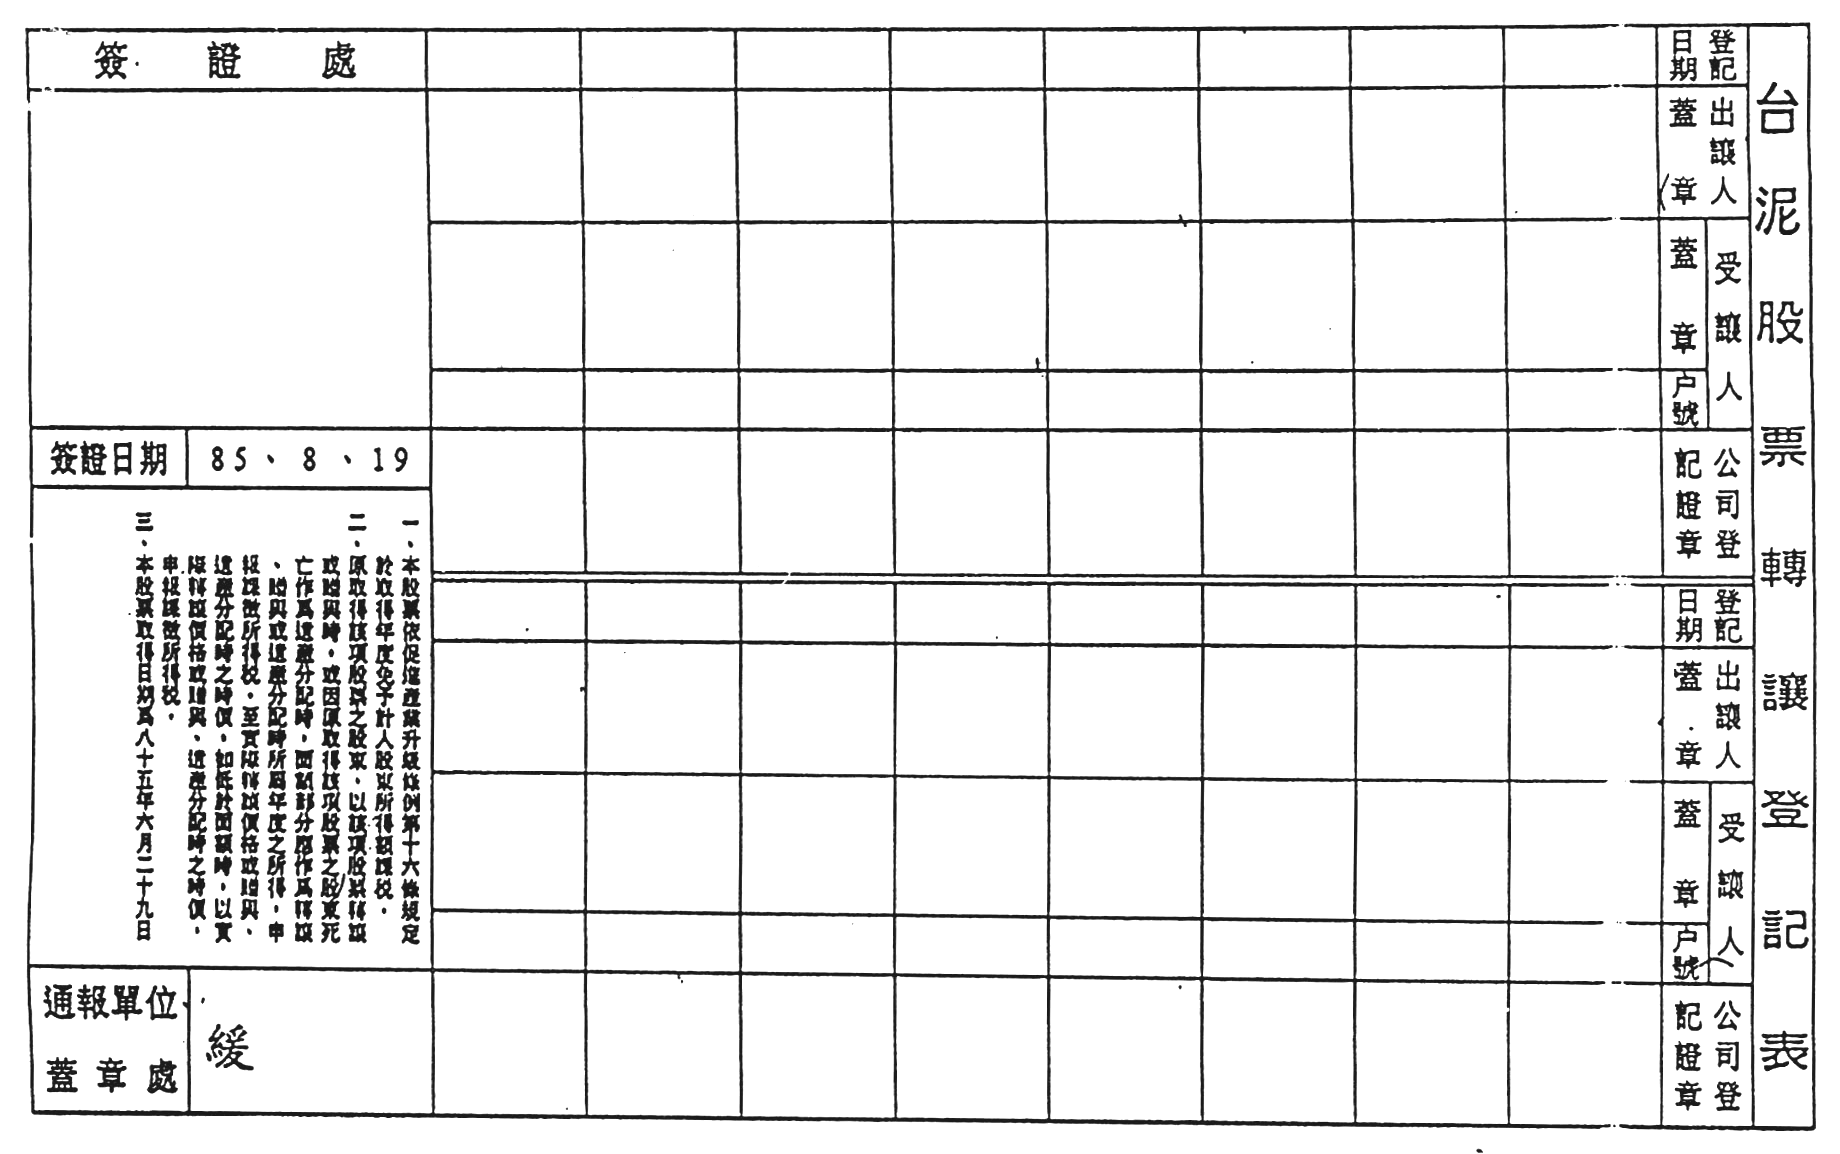 台泥股票轉讓登記表
登記日期
出讓人蓋章
受讓人
蓋章
户號
公司登記證章
登記日期
出讓人蓋章
受讓人
蓋章
户號
公司登記證章
簽證處
簽證日期
85、8、19
一、本股票依促進產業升級條例第十六條規定
於取得年度免予計入股東所得額課稅。
二、原取得該項股票之股東，以該項股票轉讓
或贈與時，或因原取得該項股票之股東死
亡作為遺產分配時，面額部分應作為轉讓
、贈與或遺產分配時所屬年度之所得，申
報課徵所得稅。至實際轉讓價格或贈與、
遺產分配時之時價，如低於面額時，以實
際轉讓價格或贈與、遺產分配時之時價，
申報課徵所得稅。
三、本股票取得日期為八十五年六月二十九日
通報單位
蓋章處
緩